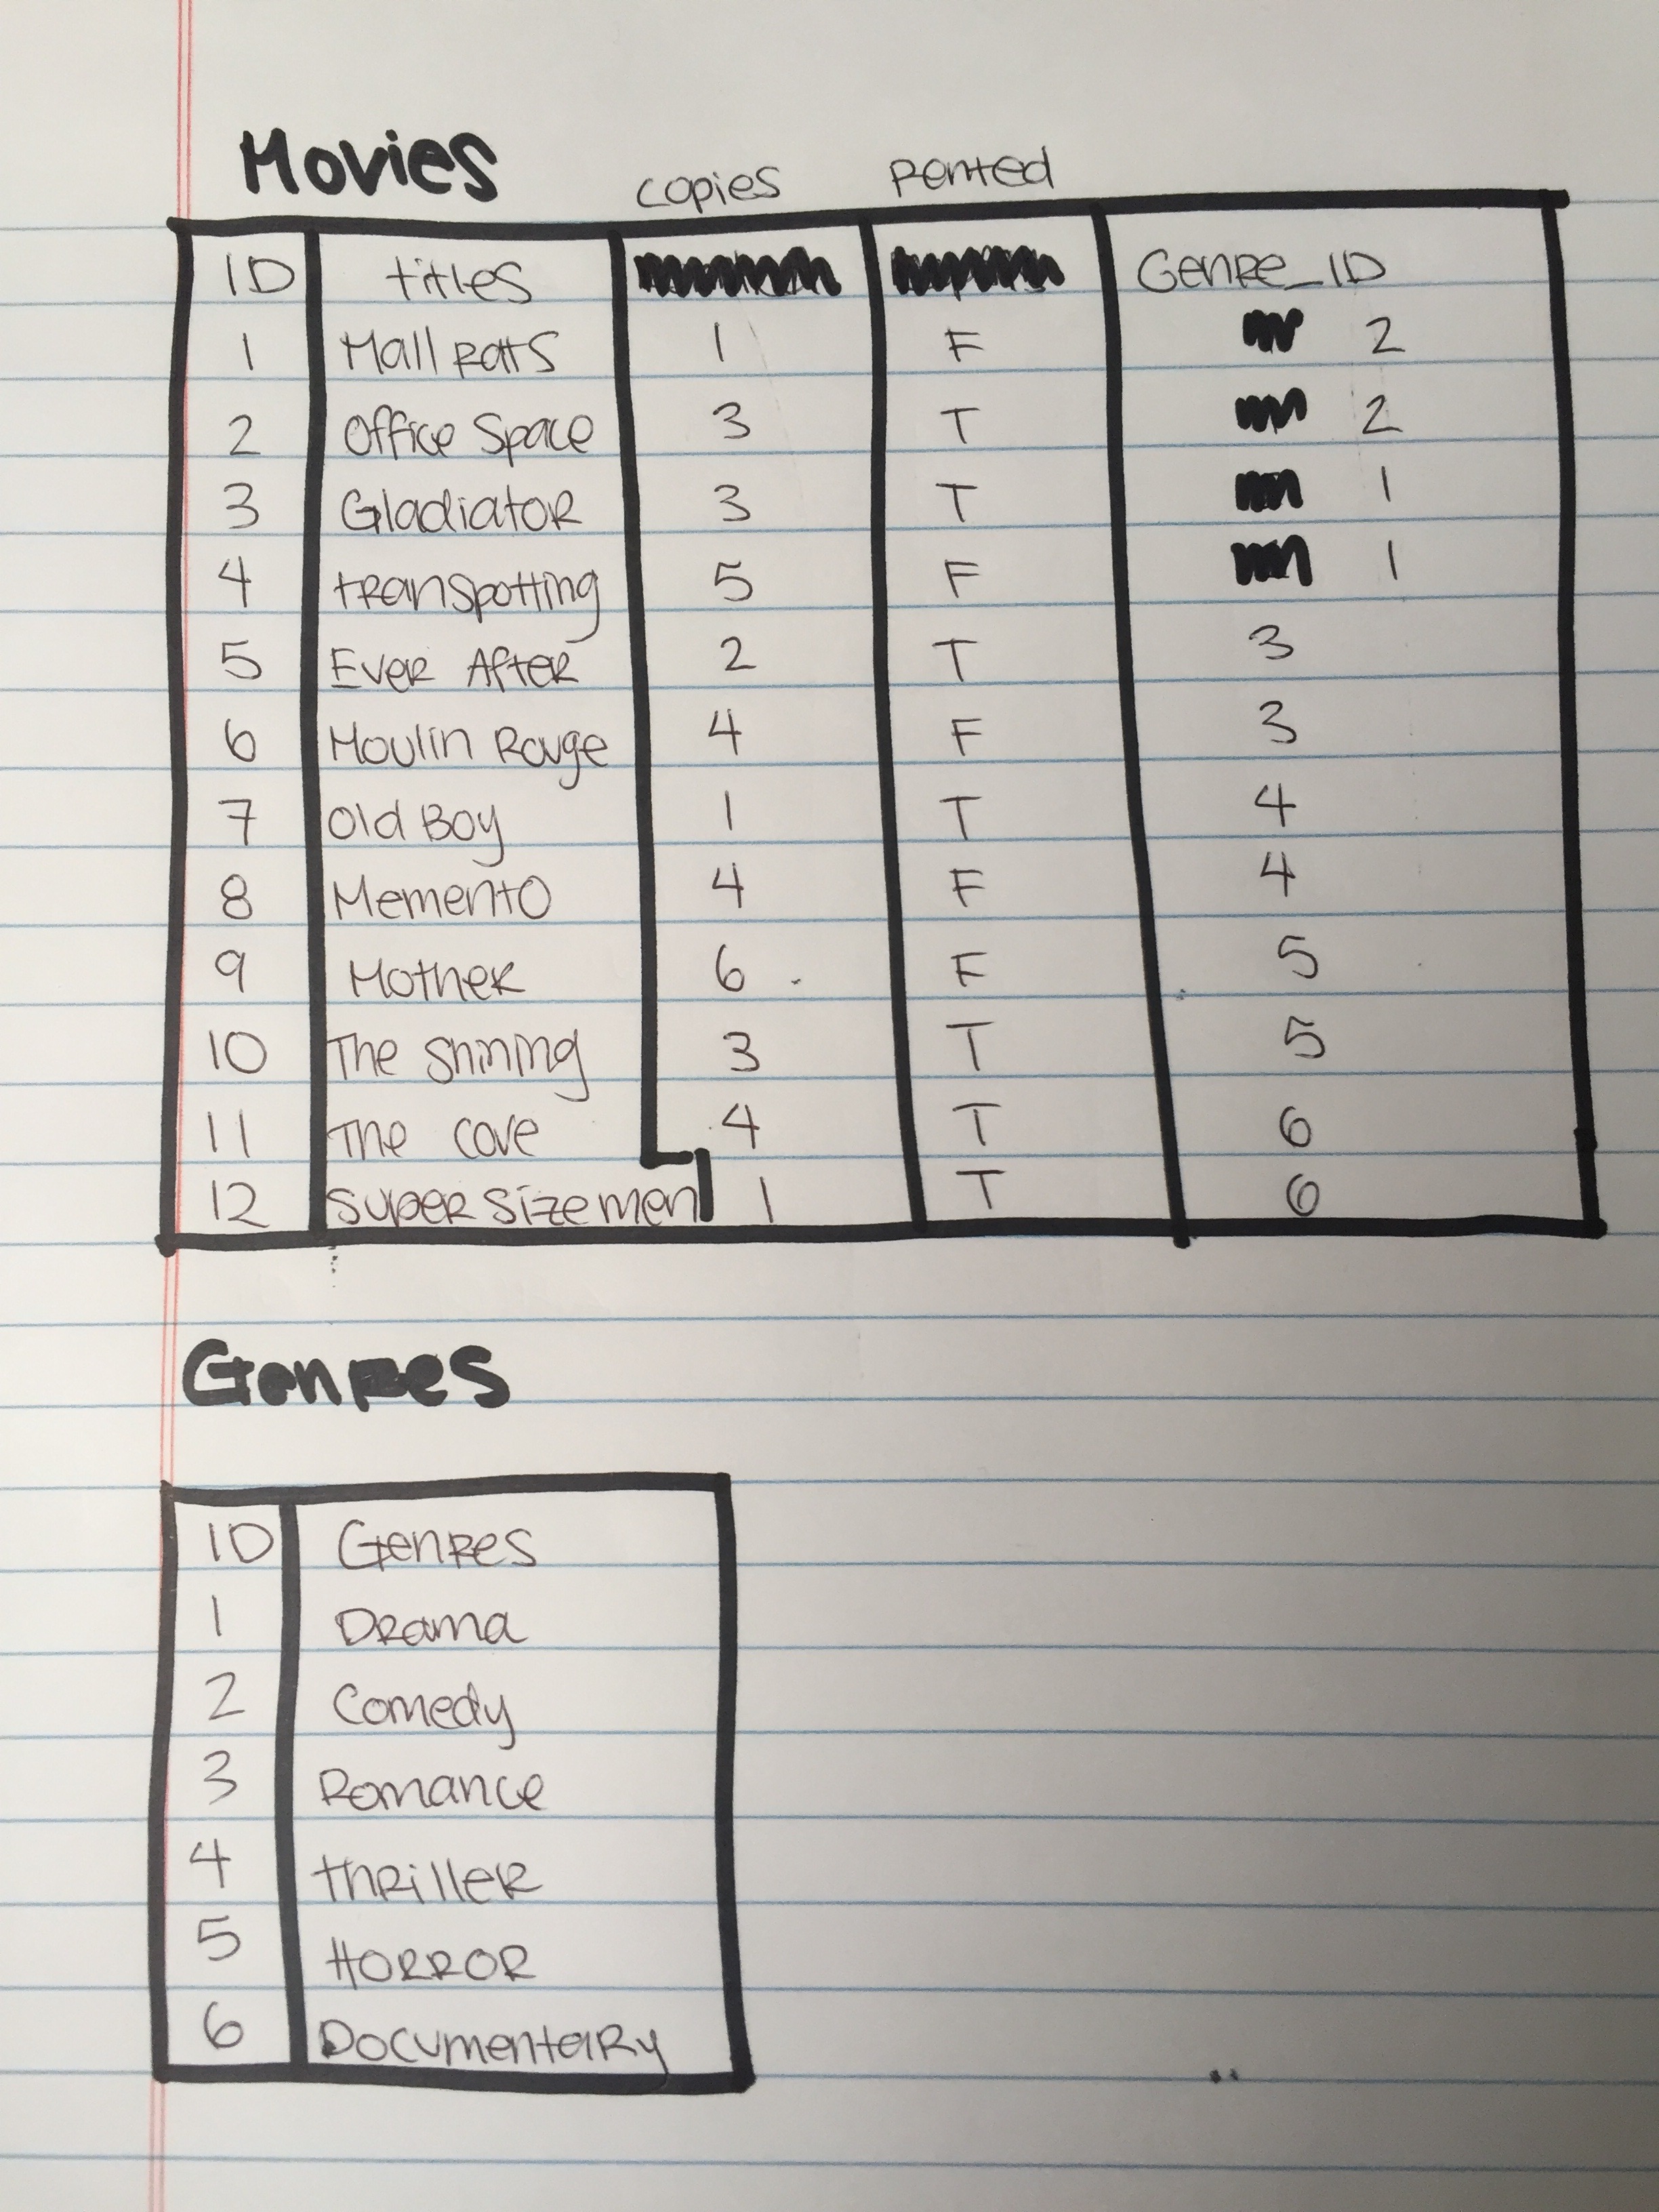 Movies copies Rented
ID titles Genre_ID
1 Mall Rats 1 F 2
2 Office Space 3 T 2
3 Gladiator 3 T 1
4 transpotting 5 F 1
5 Ever After 2 T 3
6 Moulin Rouge 4 F 3
7 Old Boy 1 T 4
8 Memento 4 F 4
9 Mother 6 F 5
10 The Shining 3 T 5
11 The cove 4 T 6
12 super size men 1 T 6
Genres
ID Genres
1 Drama
2 Comedy
3 Romance
4 thriller
5 HORROR
6 Documentary